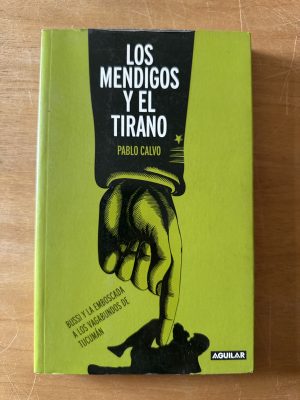 LOS
MENDIGOS
Y EL
TIRANO
PABLO CALVO
BUSSI Y LA EMBOSCADA
A LOS VAGABUNDOS DE
TUCUMÁN
AGUILAR